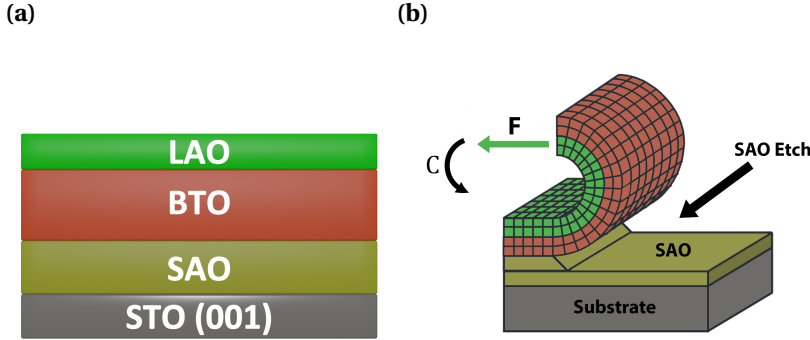 (a)
LAO
BTO
SAO
STO (001)
(b)
F
C
SAO Etch
SAO
Substrate